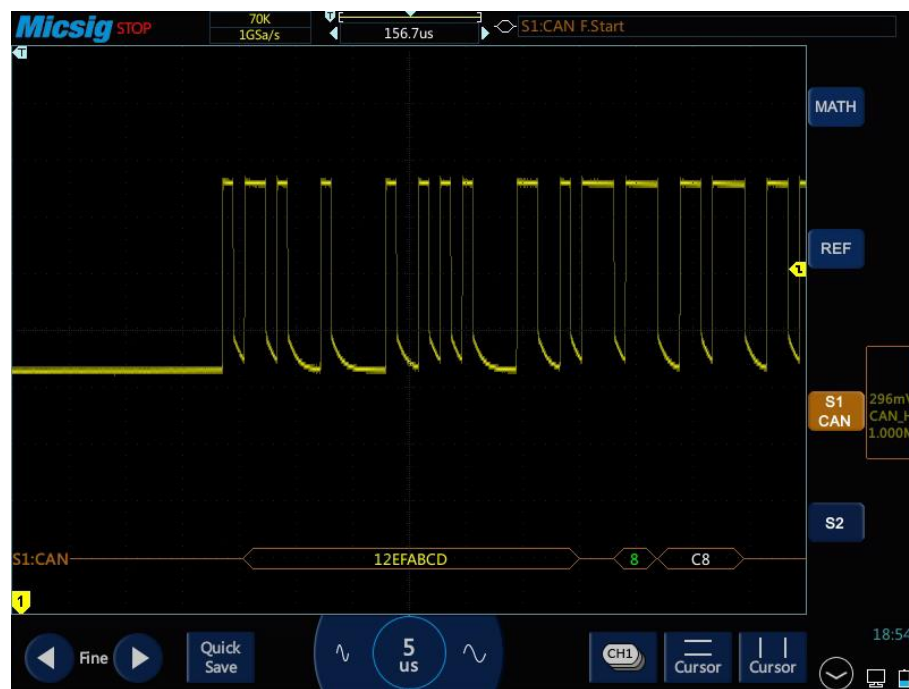 Micsig STOP
70K
1GSa/s
T
156.7us
S1:CAN F.Start
T
MATH
REF
S1
CAN
296mV
CAN_H
1.000M
S2
S1:CAN
12EFABCD
8
C8
1
Fine
Quick
Save
5
us
CH1
Cursor
Cursor
18:54